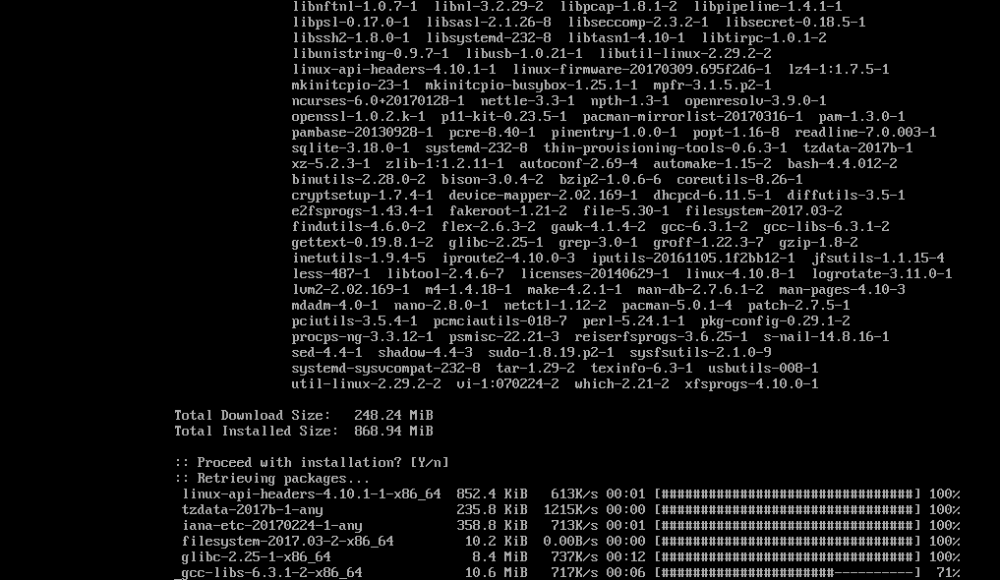 libnftnl-1.0.7-1 libnl-3.2.29-2 libpcap-1.8.1-2 libpipeline-1.4.1-1
libpsl-0.17.0-1 libsasl-2.1.26-8 libseccomp-2.3.2-1 libsecret-0.18.5-1
libssh2-1.8.0-1 libsystemd-232-8 libtasn1-4.10-1 libtirpc-1.0.1-2
libunistring-0.9.7-1 libusb-1.0.21-1 libutil-linux-2.29.2-2
linux-api-headers-4.10.1-1 linux-firmware-20170309.695f2d6-1 lz4-1:1.7.5-1
mkinitcpio-23-1 mkinitcpio-busybox-1.25.1-1 mpfr-3.1.5.p2-1
ncurses-6.0+20170128-1 nettle-3.3-1 npth-1.3-1 openresolv-3.9.0-1
openssl-1.0.2.k-1 p11-kit-0.23.5-1 pacman-mirrorlist-20170316-1 pam-1.3.0-1
pambase-20130928-1 pcre-8.40-1 pinentry-1.0.0-1 popt-1.16-8 readline-7.0.003-1
sqlite-3.18.0-1 systemd-232-8 thin-provisioning-tools-0.6.3-1 tzdata-2017b-1
xz-5.2.3-1 zlib-1:1.2.11-1 autoconf-2.69-4 automake-1.15-2 bash-4.4.012-2
binutils-2.28.0-2 bison-3.0.4-2 bzip2-1.0.6-6 coreutils-8.26-1
cryptsetup-1.7.4-1 device-mapper-2.02.169-1 dhcpcd-6.11.5-1 diffutils-3.5-1
e2fsprogs-1.43.4-1 fakeroot-1.21-2 file-5.30-1 filesystem-2017.03-2
findutils-4.6.0-2 flex-2.6.3-2 gawk-4.1.4-2 gcc-6.3.1-2 gcc-libs-6.3.1-2
gettext-0.19.8.1-2 glibc-2.25-1 grep-3.0-1 groff-1.22.3-7 gzip-1.8-2
inetutils-1.9.4-5 iproute2-4.10.0-3 iputils-20161105.1f2bb12-1 jfsutils-1.1.15-4
less-487-1 libtool-2.4.6-7 licenses-20140629-1 linux-4.10.8-1 logrotate-3.11.0-1
lvm2-2.02.169-1 m4-1.4.18-1 make-4.2.1-1 man-db-2.7.6.1-2 man-pages-4.10-3
mdadm-4.0-1 nano-2.8.0-1 netctl-1.12-2 pacman-5.0.1-4 patch-2.7.5-1
pciutils-3.5.4-1 pcmciautils-018-7 perl-5.24.1-1 pkg-config-0.29.1-2
procps-ng-3.3.12-1 psmisc-22.21-3 reiserfsprogs-3.6.25-1 s-nail-14.8.16-1
sed-4.4-1 shadow-4.4-3 sudo-1.8.19.p2-1 sysfsutils-2.1.0-9
systemd-sysvcompat-232-8 tar-1.29-2 texinfo-6.3-1 usbutils-008-1
util-linux-2.29.2-2 vi-1:070224-2 which-2.21-2 xfsprogs-4.10.0-1
Total Download Size: 248.24 MiB
Total Installed Size: 868.94 MiB
:: Proceed with installation? [Y/n]
:: Retrieving packages...
linux-api-headers-4.10.1-1-x86_64 852.4 KiB 613K/s 00:01 [################################] 100%
tzdata-2017b-1-any 235.8 KiB 1215K/s 00:00 [################################] 100%
iana-etc-20170224-1-any 358.8 KiB 713K/s 00:01 [################################] 100%
filesystem-2017.03-2-x86_64 10.2 KiB 0.00B/s 00:00 [################################] 100%
glibc-2.25-1-x86_64 8.4 MiB 737K/s 00:12 [################################] 100%
_gcc-libs-6.3.1-2-x86_64 10.6 MiB 717K/s 00:06 [######################----------] 71%